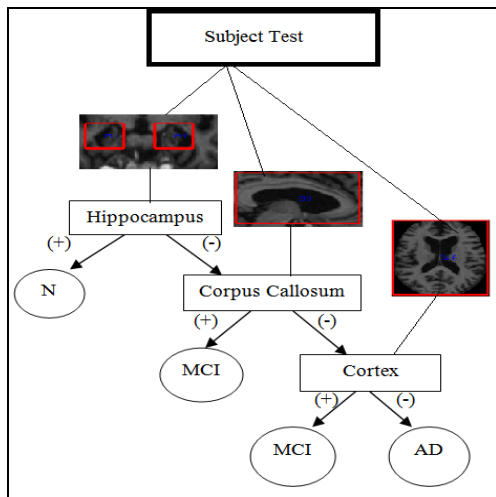 Subject Test
Hippocampus
(+)
(-)
N
Corpus Callosum
(+)
(-)
MCI
Cortex
(+)
(-)
MCI
AD